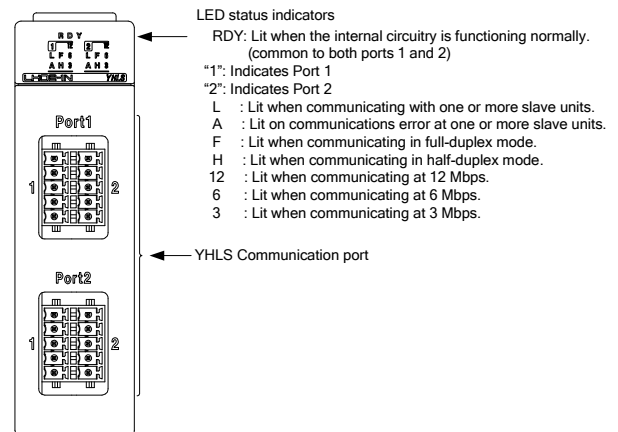 LED status indicators
RDY: Lit when the internal circuitry is functioning normally.
(common to both ports 1 and 2)
“1”: Indicates Port 1
“2”: Indicates Port 2
L : Lit when communicating with one or more slave units.
A : Lit on communications error at one or more slave units.
F : Lit when communicating in full-duplex mode.
H : Lit when communicating in half-duplex mode.
12 : Lit when communicating at 12 Mbps.
6 : Lit when communicating at 6 Mbps.
3 : Lit when communicating at 3 Mbps.
YHLS Communication port
RDY
1 12 2 12
L F 6 L F 6
A H 3 A H 3
YHLS
Port1
1 2
Port2
1 2